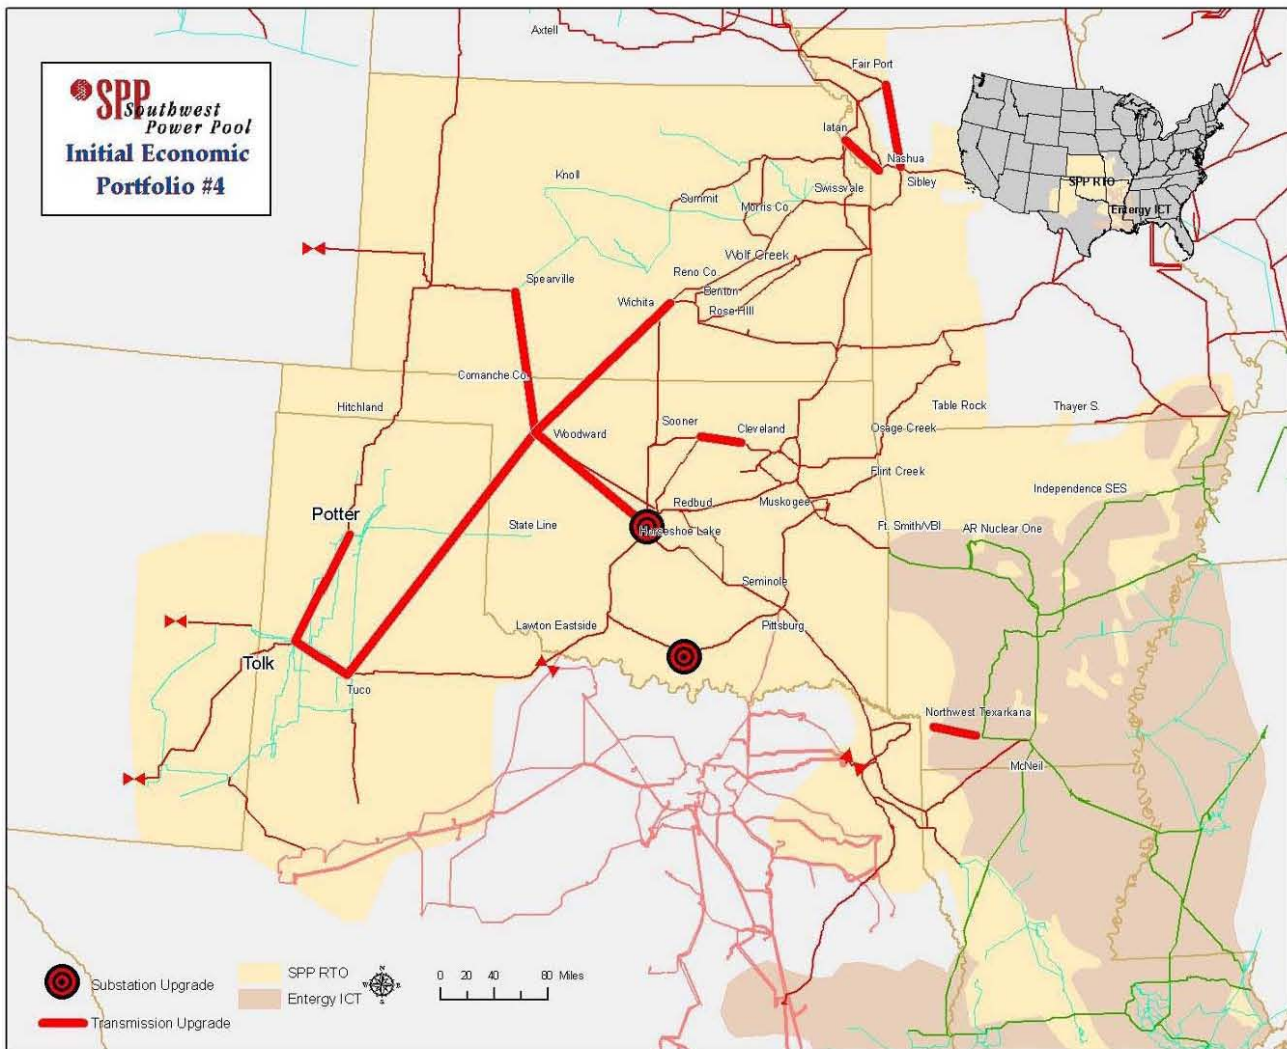 SPP
Southwest
Power Pool
Initial Economic
Portfolio #4
Axtell
Fair Port
Iatan
Nashua
Sibley
Knoll
Swissvale
Summit
Morris Co.
SPP RTO
Entergy ICT
Wolf Creek
Reno Co.
Spearville
Benton
Wichita
Rose Hill
Comanche Co.
Hitchland
Table Rock
Thayer S.
Sooner
Cleveland
Osage Creek
Woodward
Flint Creek
Independence SES
Redbud
Muskogee
Potter
State Line
Horseshoe Lake
Ft. Smith/VBI
AR Nuclear One
Seminole
Lawton Eastside
Pittsburg
Tolk
Tuco
Northwest Texarkana
McNeil
Substation Upgrade
Transmission Upgrade
SPP RTO
Entergy ICT
N
W E
S
0 20 40 80 Miles